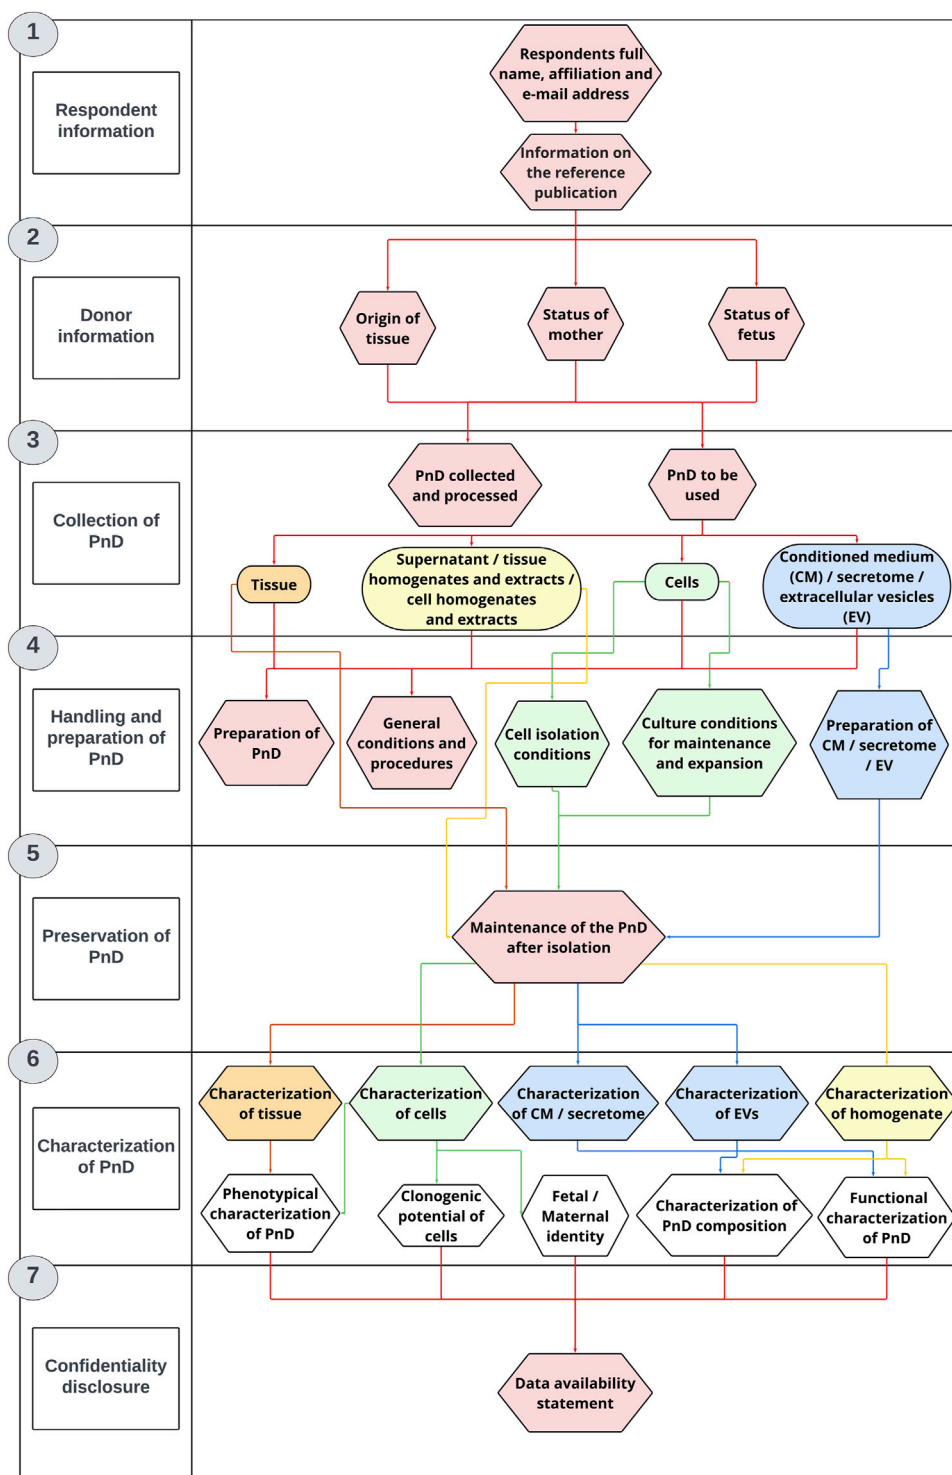 1
Respondent
information
Respondents full
name, affiliation and
e-mail address
Information on
the reference
publication
2
Donor
information
Origin of
tissue
Status of
mother
Status of
fetus
3
Collection of
PnD
PnD collected
and processed
PnD to be
used
Tissue
Supernatant / tissue
homogenates and extracts /
cell homogenates
and extracts
Cells
Conditioned medium
(CM) / secretome /
extracellular vesicles
(EV)
4
Handling and
preparation of
PnD
Preparation of
PnD
General
conditions and
procedures
Cell isolation
conditions
Culture conditions
for maintenance
and expansion
Preparation of
CM / secretome
/ EV
5
Preservation of
PnD
Maintenance of the PnD
after isolation
6
Characterization
of PnD
Characterization
of tissue
Characterization
of cells
Characterization
of CM / secretome
Characterization
of EVs
Characterization
of homogenate
Phenotypical
characterization
of PnD
Clonogenic
potential of
cells
Fetal /
Maternal
identity
Characterization of
PnD composition
Functional
characterization
of PnD
7
Confidentiality
disclosure
Data availability
statement